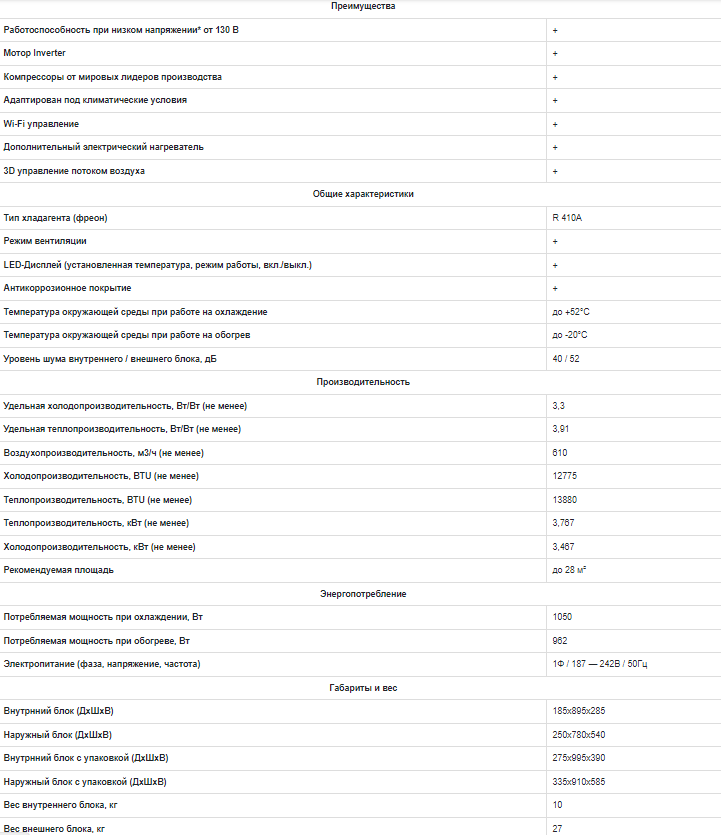 Преимущества
Работоспособность при низком напряжении* от 130 В +
Мотор Inverter +
Компрессоры от мировых лидеров производства +
Адаптирован под климатические условия +
Wi-Fi управление +
Дополнительный электрический нагреватель +
3D управление потоком воздуха +
Общие характеристики
Тип хладагента (фреон) R 410A
Режим вентиляции +
LED-Дисплей (установленная температура, режим работы, вкл./выкл.) +
Антикоррозионное покрытие +
Температура окружающей среды при работе на охлаждение до +52°C
Температура окружающей среды при работе на обогрев до -20°C
Уровень шума внутреннего / внешнего блока, дБ 40 / 52
Производительность
Удельная холодопроизводительность, Вт/Вт (не менее) 3,3
Удельная теплопроизводительность, Вт/Вт (не менее) 3,91
Воздухопроизводительность, м3/ч (не менее) 610
Холодопроизводительность, BTU (не менее) 12775
Теплопроизводительность, BTU (не менее) 13880
Теплопроизводительность, кВт (не менее) 3,767
Холодопроизводительность, кВт (не менее) 3,467
Рекомендуемая площадь до 28 м²
Энергопотребление
Потребляемая мощность при охлаждении, Вт 1050
Потребляемая мощность при обогреве, Вт 962
Электропитание (фаза, напряжение, частота) 1Ф / 187 — 242В / 50Гц
Габариты и вес
Внутрнний блок (ДхШхВ) 185x895x285
Наружный блок (ДхШхВ) 250x780x540
Внутрнний блок с упаковкой (ДхШхВ) 275x995x390
Наружный блок с упаковкой (ДхШхВ) 335x910x585
Вес внутреннего блока, кг 10
Вес внешнего блока, кг 27